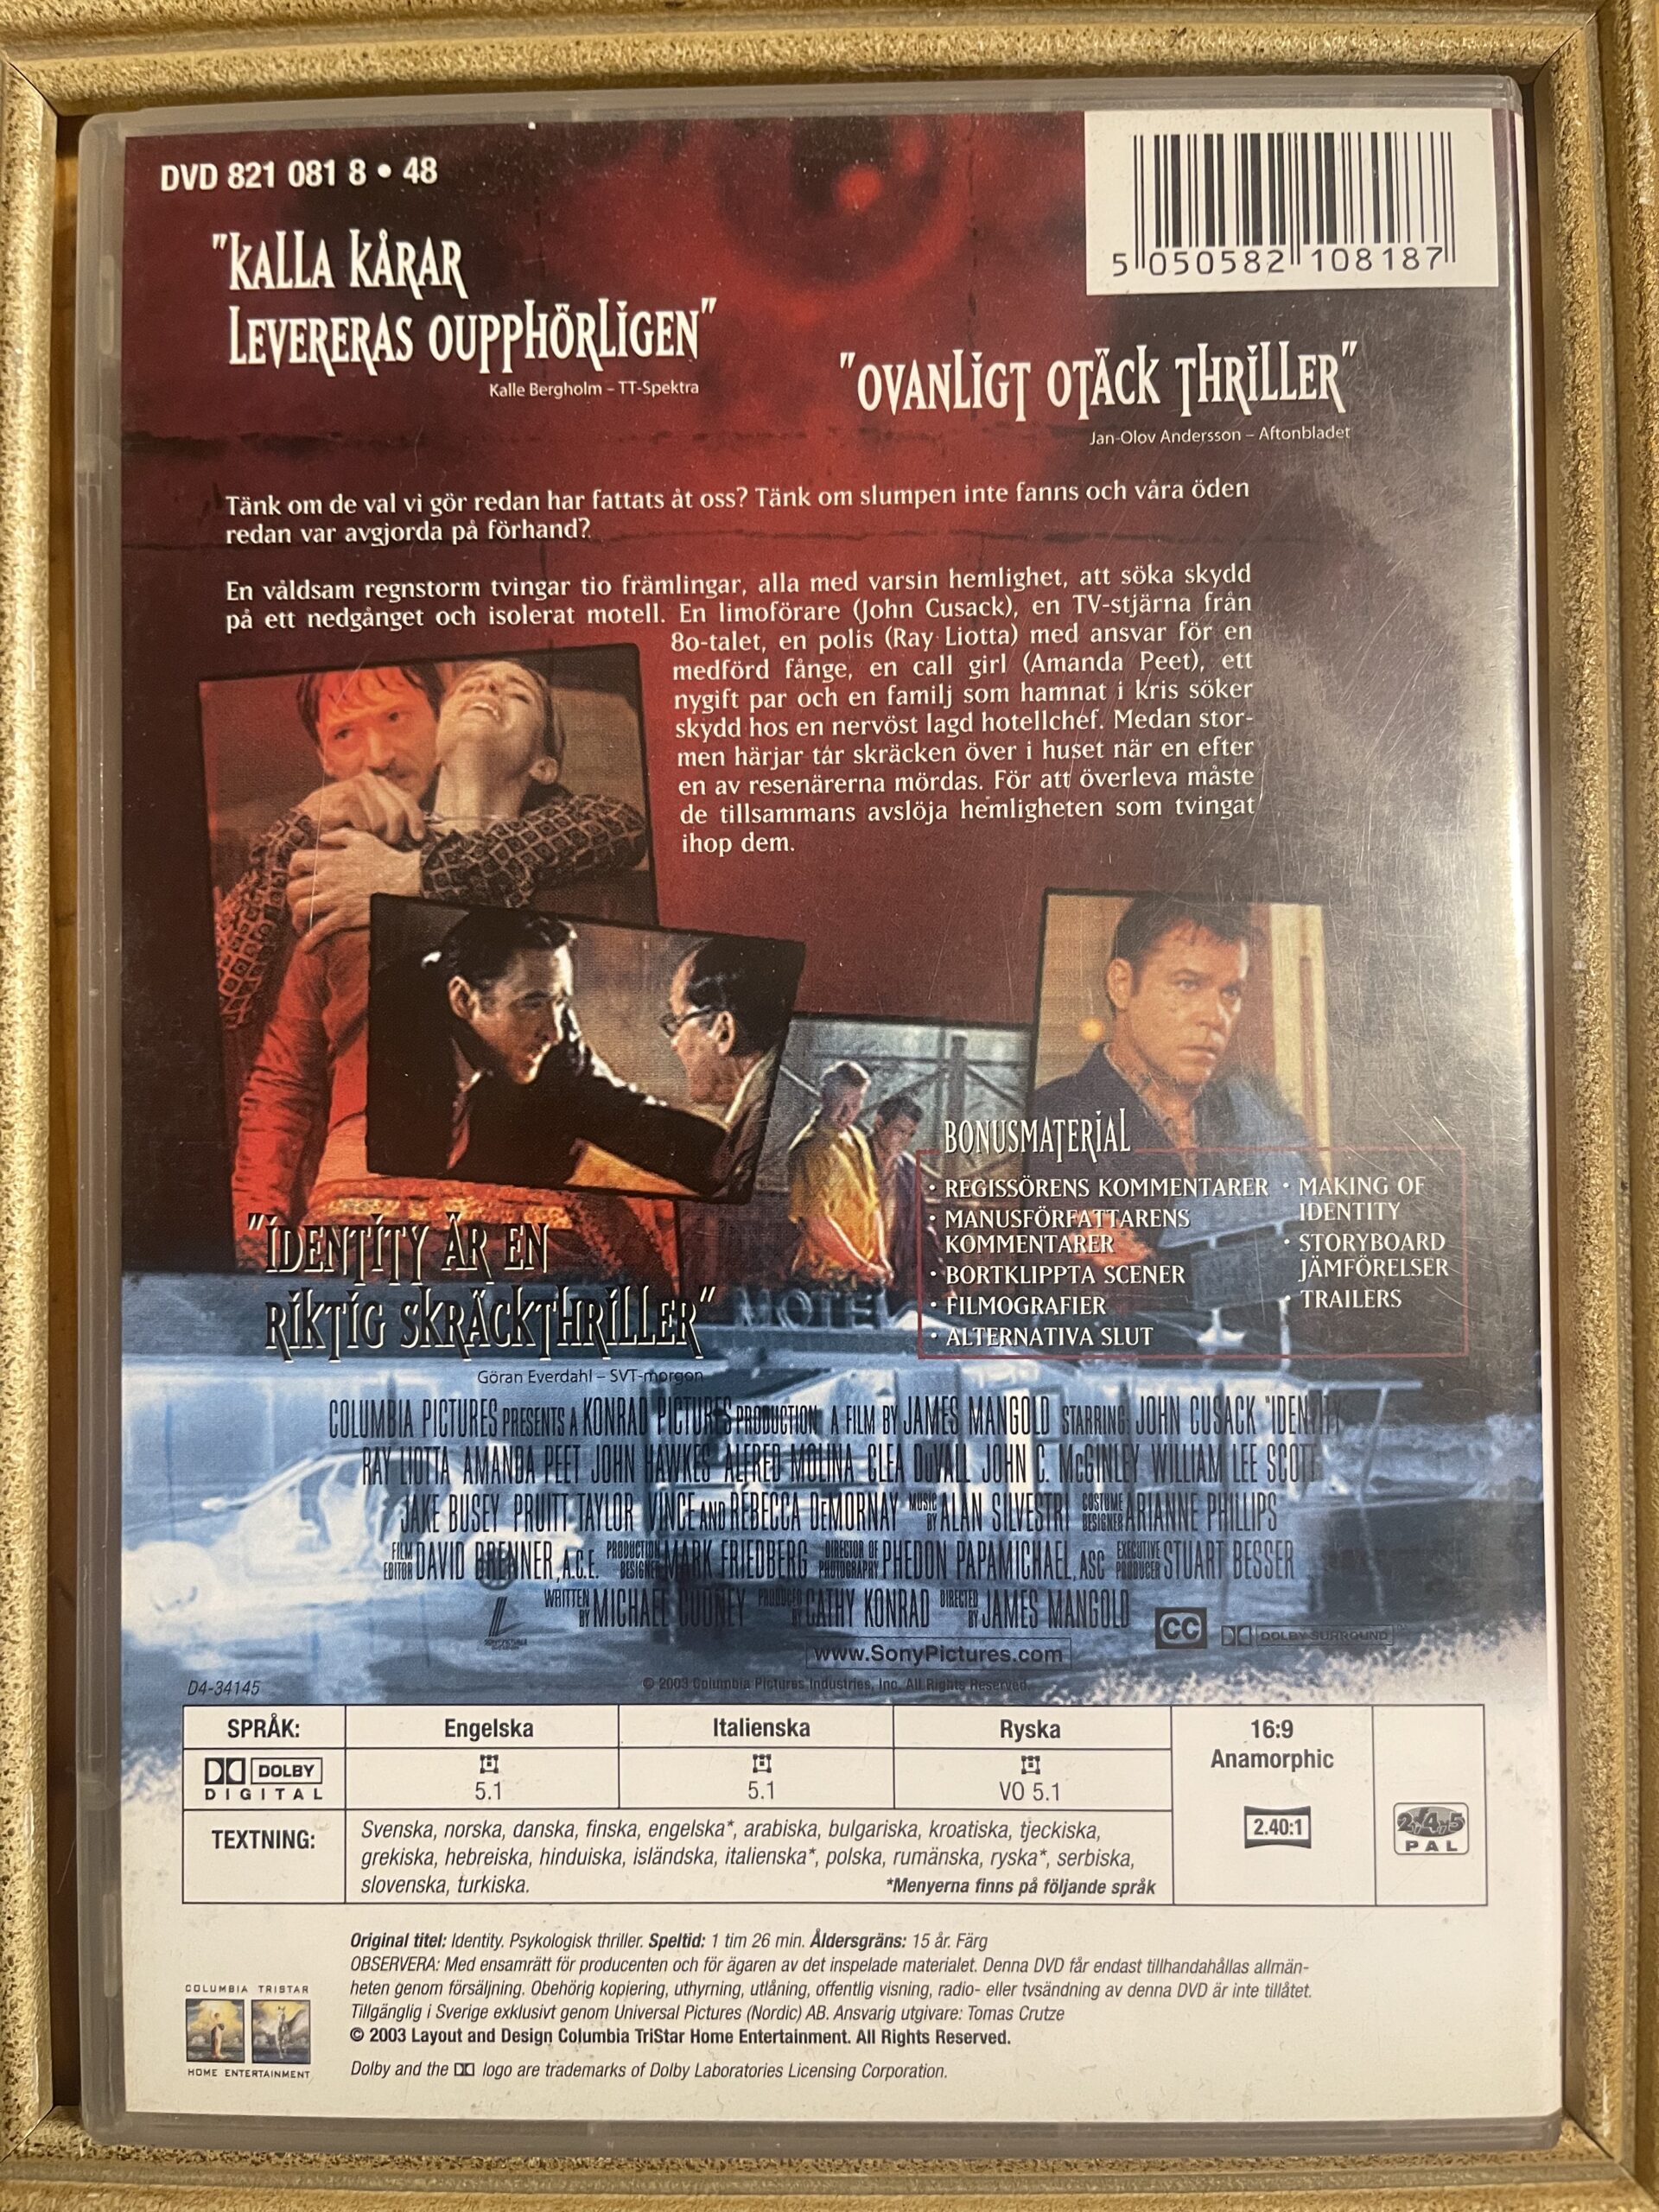 DVD 821 081 8 • 48
5 050582 108187
"KALLA KÅRAR
LEVERERAS OUPPHÖRLIGEN"
Kalle Bergholm – TT-Spektra
"OVANLIGT OTÄCK THRILLER"
Jan-Olov Andersson – Aftonbladet
Tänk om de val vi gör redan har fattats åt oss? Tänk om slumpen inte fanns och våra öden
redan var avgjorda på förhand?
En våldsam regnstorm tvingar tio främlingar, alla med varsin hemlighet, att söka skydd
på ett nedgånget och isolerat motell. En limoförare (John Cusack), en TV-stjärna från
80-talet, en polis (Ray Liotta) med ansvar för en
medförd fånge, en call girl (Amanda Peet), ett
nygift par och en familj som hamnat i kris söker
skydd hos en nervöst lagd hotellchef. Medan stor-
men härjar tar skräcken över i huset när en efter
en av resenärerna mördas. För att överleva måste
de tillsammans avslöja hemligheten som tvingat
ihop dem.
BONUSMATERIAL
• REGISSÖRENS KOMMENTARER
• MANUSFÖRFATTARENS
KOMMENTARER
• BORTKLIPPTA SCENER
• FILMOGRAFIER
• ALTERNATIVA SLUT
• MAKING OF
IDENTITY
• STORYBOARD
JÄMFÖRELSER
• TRAILERS
MOTEL
"IDENTITY ÄR EN
RIKTIG SKRÄCKTHRILLER"
Göran Everdahl – SVT-morgon
COLUMBIA PICTURES PRESENTS A KONRAD PICTURES PRODUCTION A FILM BY JAMES MANGOLD STARRING JOHN CUSACK "IDENTITY
RAY LIOTTA AMANDA PEET JOHN HAWKES ALFRED MOLINA CLEA DuVALL JOHN C. McGINLEY WILLIAM LEE SCOTT
JAKE BUSEY PRUITT TAYLOR VINCE AND REBECCA DeMORNAY MUSIC BY ALAN SILVESTRI COSTUME DESIGNER ARIANNE PHILLIPS
FILM EDITOR DAVID BRENNER, A.C.E. PRODUCTION DESIGNER MARK FRIEDBERG DIRECTOR OF PHOTOGRAPHY PHEDON PAPAMICHAEL, ASC EXECUTIVE PRODUCER STUART BESSER
WRITTEN BY MICHAEL COONEY PRODUCED BY CATHY KONRAD DIRECTED BY JAMES MANGOLD
CC DOLBY SURROUND
www.SonyPictures.com
D4-34145
© 2003 Columbia Pictures Industries, Inc. All Rights Reserved.
SPRÅK: Engelska Italienska Ryska
DOLBY
DIGITAL
5.1 5.1 VO 5.1
16:9
Anamorphic
2.40:1
2.4.5
PAL
TEXTNING:
Svenska, norska, danska, finska, engelska*, arabiska, bulgariska, kroatiska, tjeckiska,
grekiska, hebreiska, hinduiska, isländska, italienska*, polska, rumänska, ryska*, serbiska,
slovenska, turkiska. *Menyerna finns på följande språk
Original titel: Identity. Psykologisk thriller. Speltid: 1 tim 26 min. Åldersgräns: 15 år. Färg
OBSERVERA: Med ensamrätt för producenten och för ägaren av det inspelade materialet. Denna DVD får endast tillhandahållas allmän-
heten genom försäljning. Obehörig kopiering, uthyrning, utlåning, offentlig visning, radio- eller tvsändning av denna DVD är inte tillåtet.
Tillgänglig i Sverige exklusivt genom Universal Pictures (Nordic) AB. Ansvarig utgivare: Tomas Crutze
© 2003 Layout and Design Columbia TriStar Home Entertainment. All Rights Reserved.
Dolby and the logo are trademarks of Dolby Laboratories Licensing Corporation.
COLUMBIA TRISTAR
HOME ENTERTAINMENT